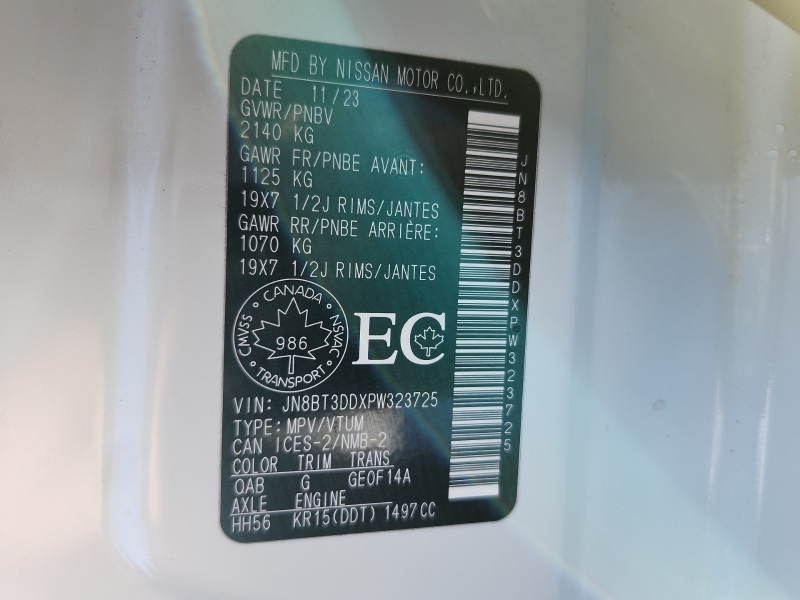 MFD BY NISSAN MOTOR CO.,LTD.
DATE 11/23
GVWR/PNBV
2140 KG
GAWR FR/PNBE AVANT:
1125 KG
19X7 1/2J RIMS/JANTES
GAWR RR/PNBE ARRIÈRE:
1070 KG
19X7 1/2J RIMS/JANTES
CANADA
CMVSS
NSVAC
986
TRANSPORT
EC
VIN: JN8BT3DDXPW323725
TYPE: MPV/VTUM
CAN ICES-2/NMB-2
COLOR TRIM TRANS
QAB G GE0F14A
AXLE ENGINE
HH56 KR15(DDT) 1497CC
JN8BT3DDXPW323725